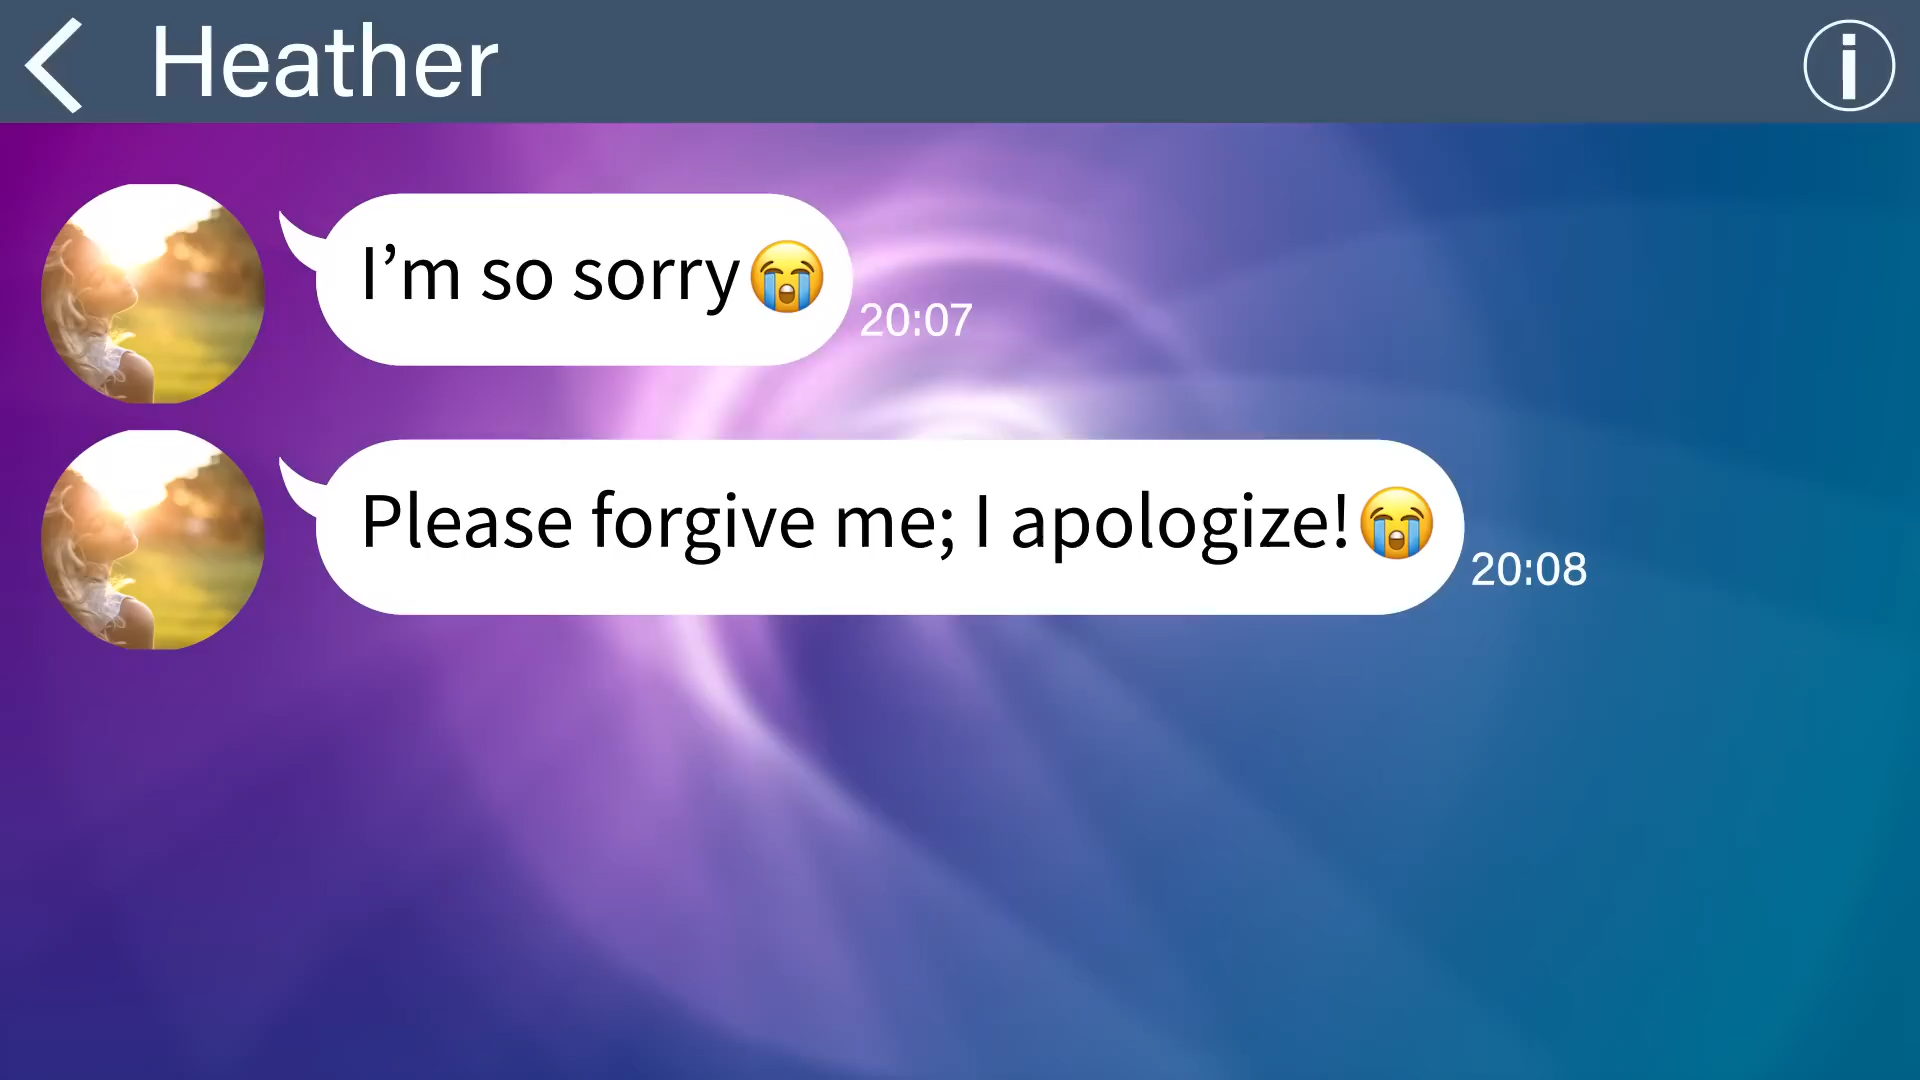 Heather
I’m so sorry😭
20:07
Please forgive me; I apologize!😭
20:08